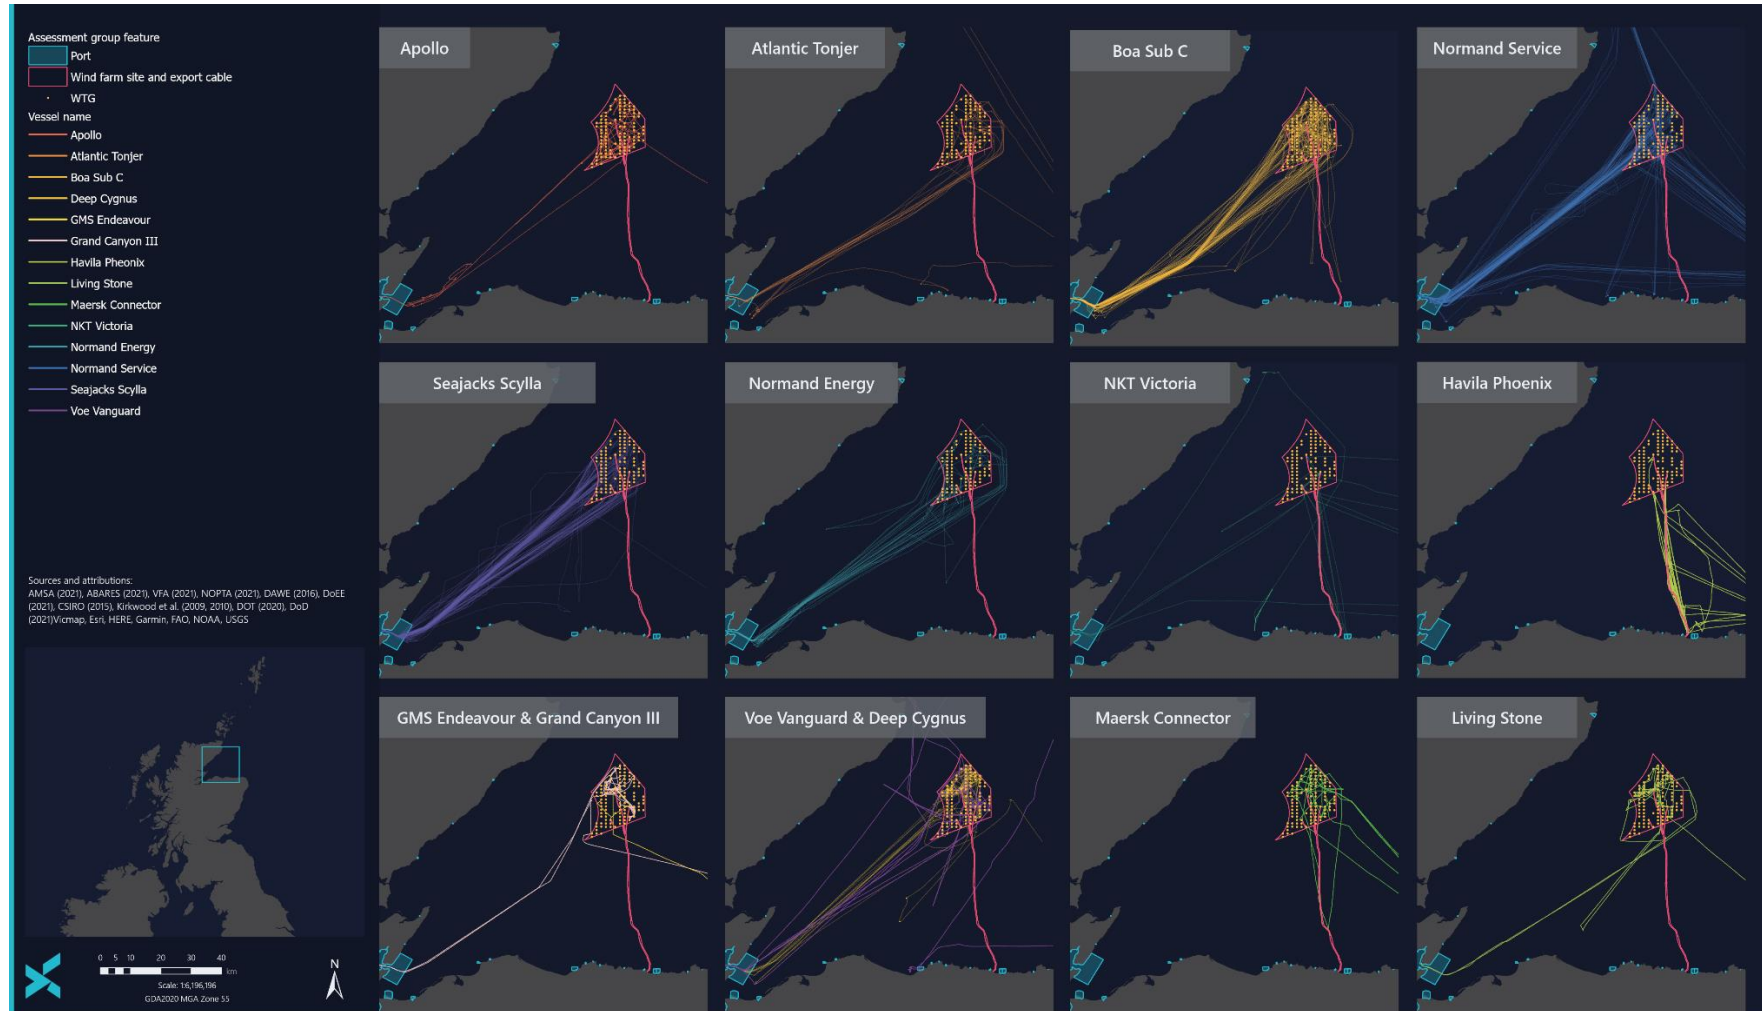 Assessment group feature
Port
Wind farm site and export cable
WTG
Vessel name
Apollo
Atlantic Tonjer
Boa Sub C
Deep Cygnus
GMS Endeavour
Grand Canyon III
Havila Pheonix
Living Stone
Maersk Connector
NKT Victoria
Normand Energy
Normand Service
Seajacks Scylla
Voe Vanguard
Sources and attributions:
AMSA (2021), ABARES (2021), VFA (2021), NOPTA (2021), DAWE (2016), DoEE
(2021), CSIRO (2015), Kirkwood et al. (2009, 2010), DOT (2020), DoD
(2021)Vicmap, Esri, HERE, Garmin, FAO, NOAA, USGS
0 5 10 20 30 40
km
Scale: 1:6,196,196
GDA2020 MGA Zone 55
N
Apollo
Atlantic Tonjer
Boa Sub C
Normand Service
Seajacks Scylla
Normand Energy
NKT Victoria
Havila Phoenix
GMS Endeavour & Grand Canyon III
Voe Vanguard & Deep Cygnus
Maersk Connector
Living Stone